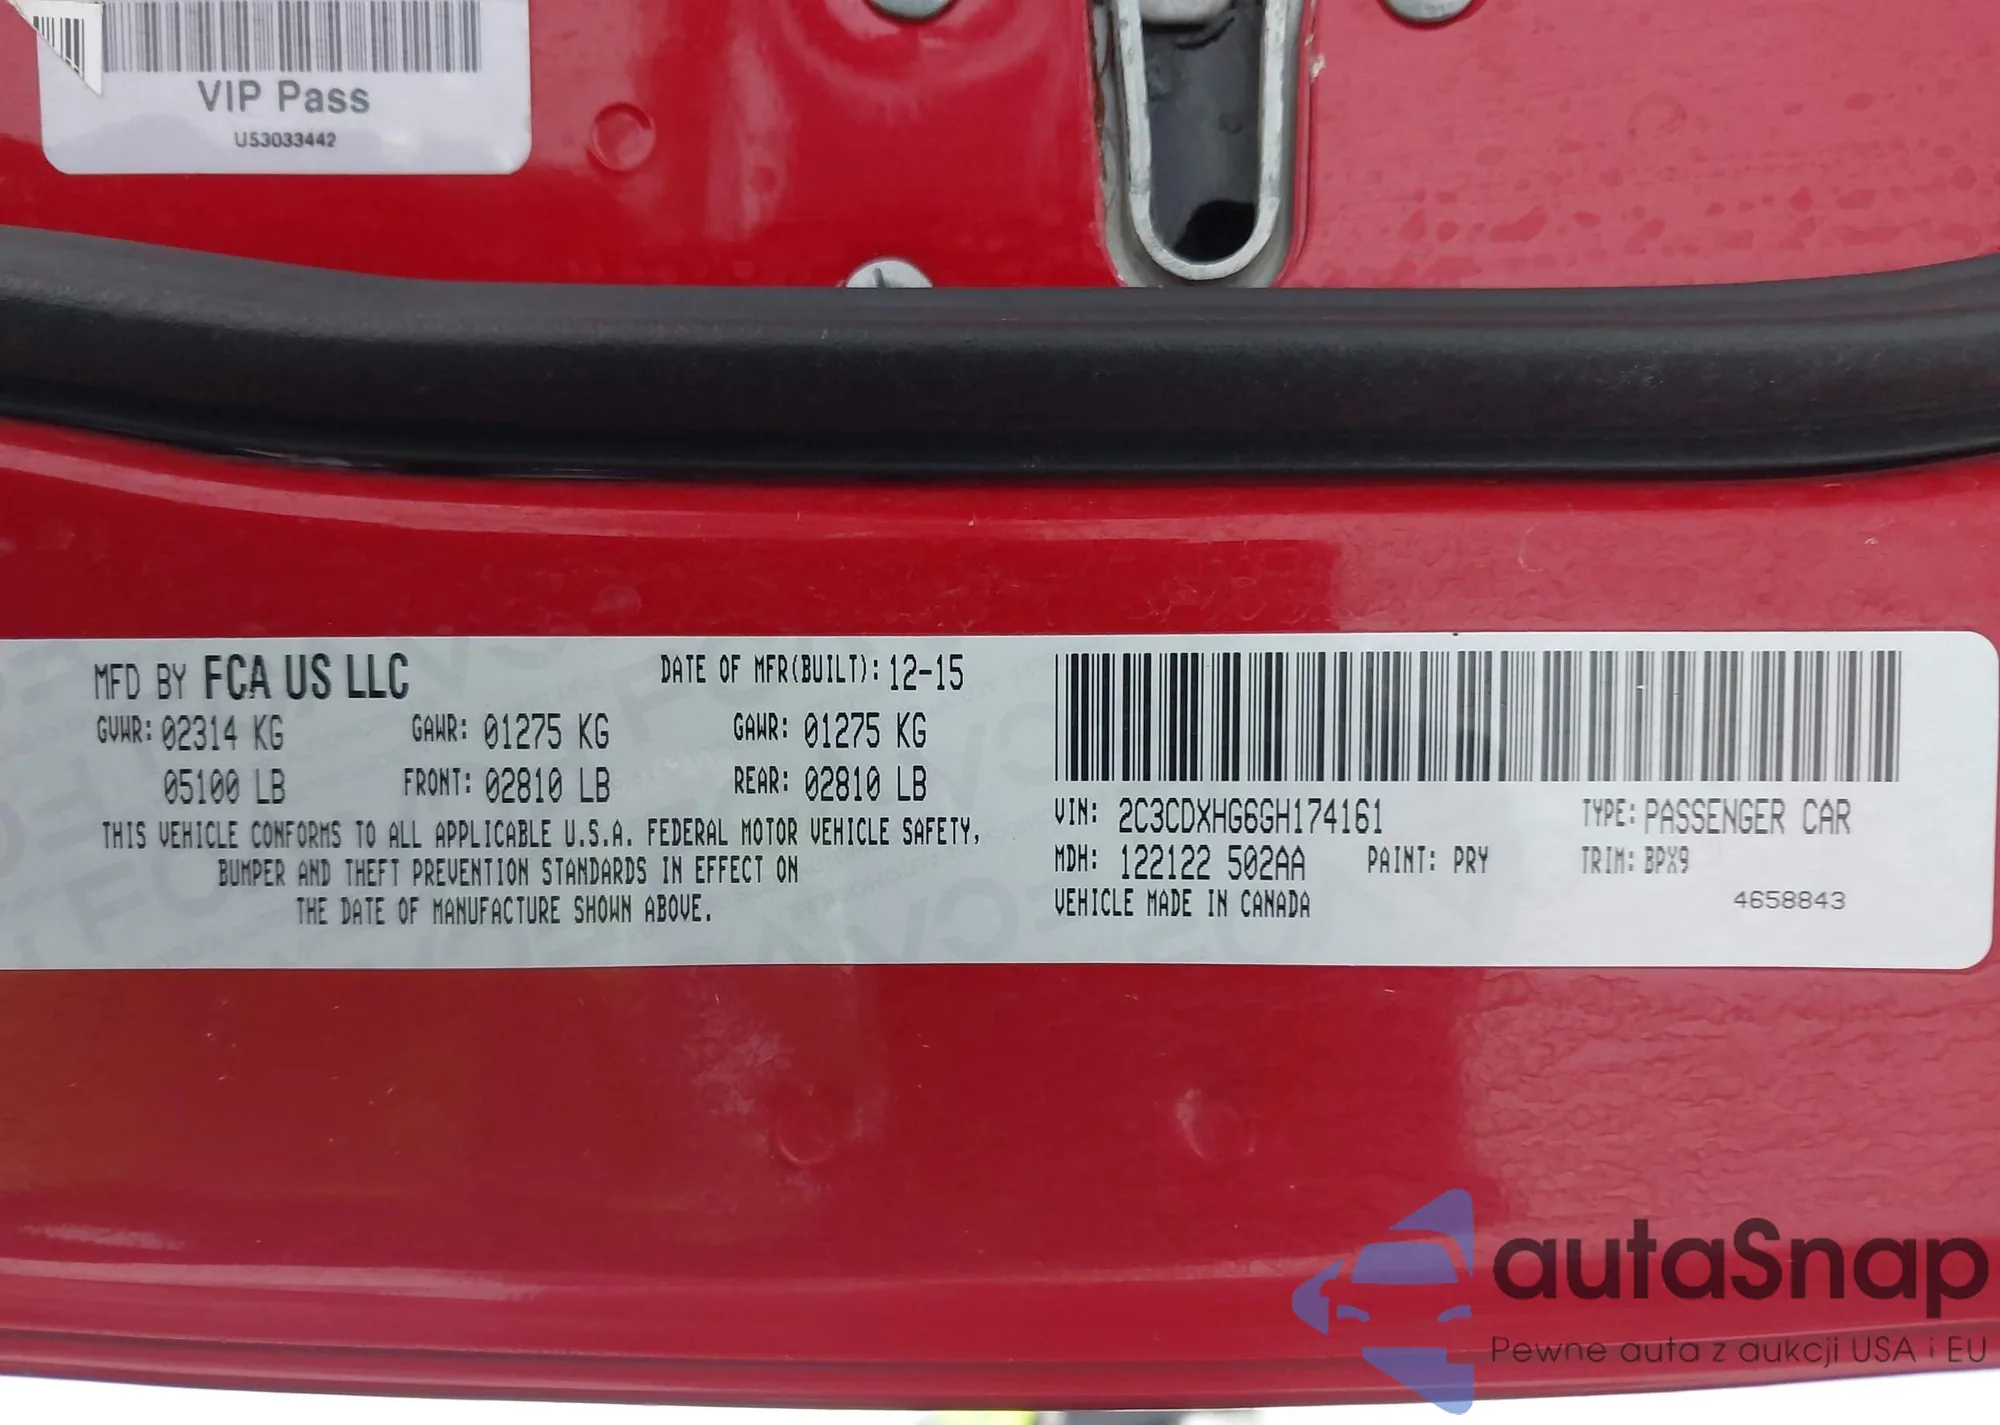 VIP Pass
U53033442
MFD BY FCA US LLC DATE OF MFR(BUILT): 12-15
GVWR: 02314 KG GAWR: 01275 KG GAWR: 01275 KG
05100 LB FRONT: 02810 LB REAR: 02810 LB
THIS VEHICLE CONFORMS TO ALL APPLICABLE U.S.A. FEDERAL MOTOR VEHICLE SAFETY,
BUMPER AND THEFT PREVENTION STANDARDS IN EFFECT ON
THE DATE OF MANUFACTURE SHOWN ABOVE.
VIN: 2C3CDXHG6GH174161 TYPE: PASSENGER CAR
MDH: 122122 502AA PAINT: PRY TRIM: BPX9
VEHICLE MADE IN CANADA 4658843
autaSnap
Pewne auta z aukcji USA i EU